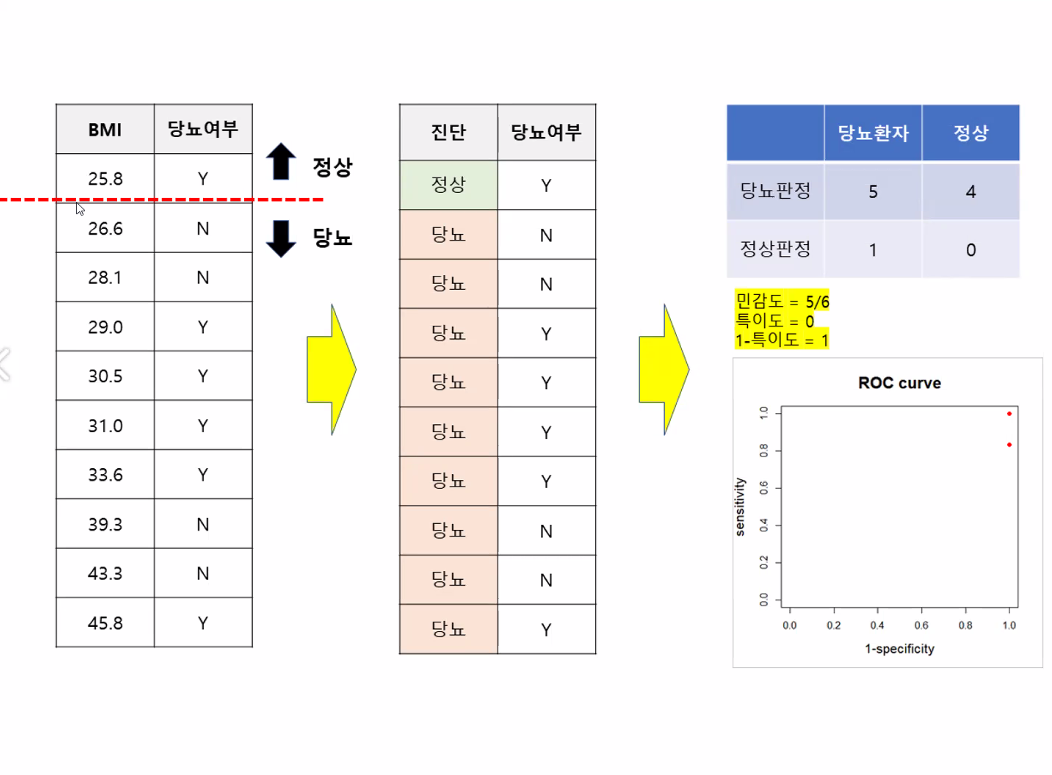 BMI 당뇨여부
25.8 Y
26.6 N
28.1 N
29.0 Y
30.5 Y
31.0 Y
33.6 Y
39.3 N
43.3 N
45.8 Y
정상
당뇨
진단 당뇨여부
정상 Y
당뇨 N
당뇨 N
당뇨 Y
당뇨 Y
당뇨 Y
당뇨 Y
당뇨 N
당뇨 N
당뇨 Y
당뇨환자 정상
당뇨판정 5 4
정상판정 1 0
민감도 = 5/6
특이도 = 0
1-특이도 = 1
ROC curve
sensitivity
1.0
0.8
0.6
0.4
0.2
0.0
0.0 0.2 0.4 0.6 0.8 1.0
1-specificity